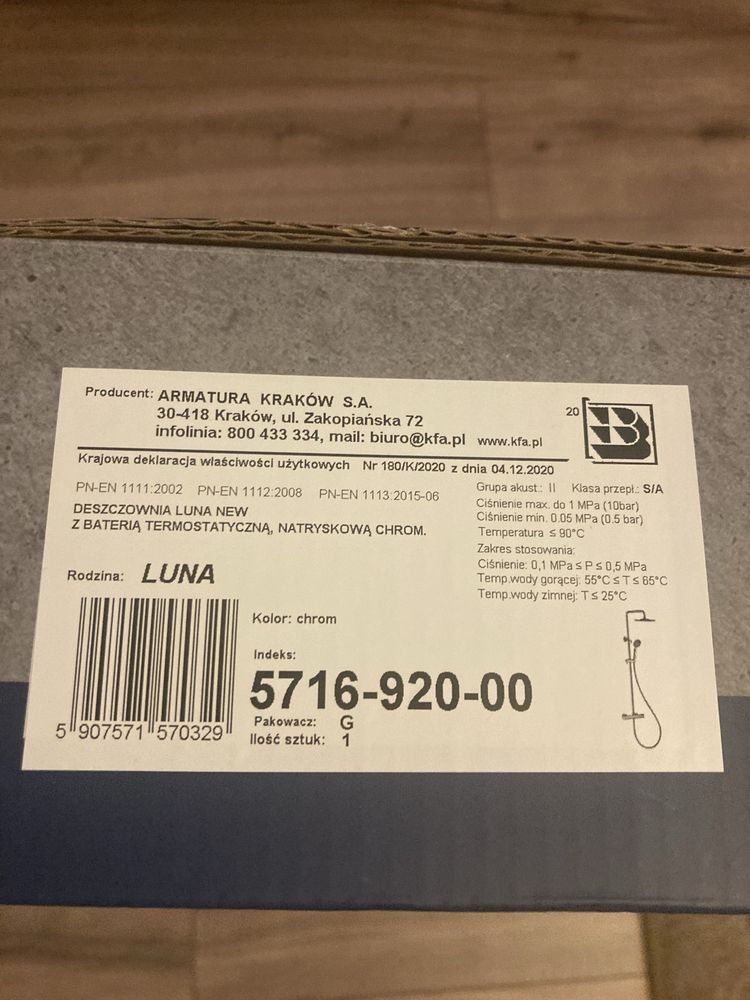 Producent: ARMATURA KRAKÓW S.A.
30-418 Kraków, ul. Zakopiańska 72
infolinia: 800 433 334, mail: biuro@kfa.pl www.kfa.pl
20 B
Krajowa deklaracja właściwości użytkowych Nr 180/K/2020 z dnia 04.12.2020
PN-EN 1111:2002 PN-EN 1112:2008 PN-EN 1113:2015-06
DESZCZOWNIA LUNA NEW
Z BATERIĄ TERMOSTATYCZNĄ, NATRYSKOWĄ CHROM.
Grupa akust.: II Klasa przepł.: S/A
Ciśnienie max. do 1 MPa (10bar)
Ciśnienie min. 0.05 MPa (0.5 bar)
Temperatura ≤ 90°C
Zakres stosowania:
Ciśnienie: 0,1 MPa ≤ P ≤ 0,5 MPa
Temp.wody gorącej: 55°C ≤ T ≤ 65°C
Temp.wody zimnej: T ≤ 25°C
Rodzina: LUNA
Kolor: chrom
Indeks:
5716-920-00
Pakowacz: G
Ilość sztuk: 1
5 907571 570329